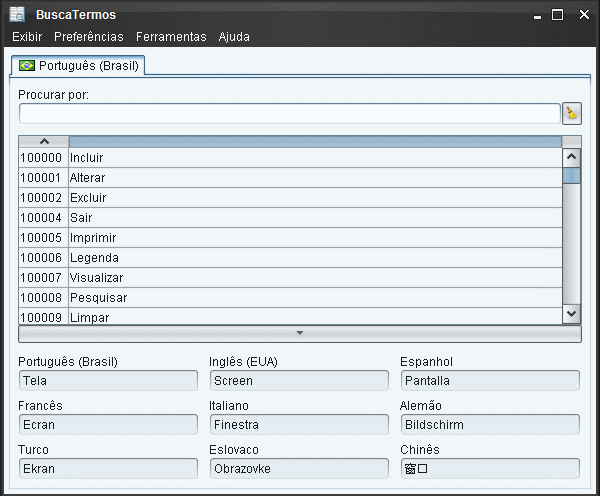 BuscaTermos
Exibir Preferências Ferramentas Ajuda
Português (Brasil)
Procurar por:
100000 Incluir
100001 Alterar
100002 Excluir
100004 Sair
100005 Imprimir
100006 Legenda
100007 Visualizar
100008 Pesquisar
100009 Limpar
Português (Brasil) Inglês (EUA) Espanhol
Tela Screen Pantalla
Francês Italiano Alemão
Ecran Finestra Bildschirm
Turco Eslovaco Chinês
Ekran Obrazovke 窗口